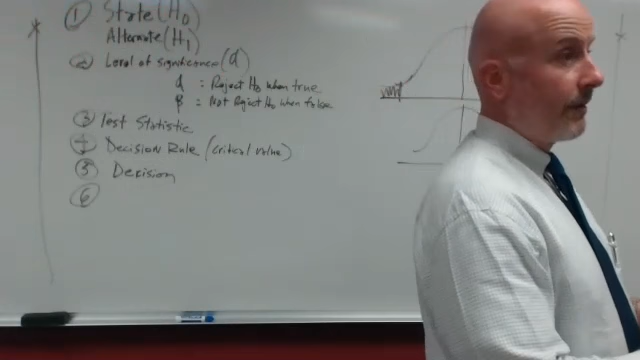 ① State (H₀)
Alternate (H₁)
② Level of significance (α)
α : Reject H₀ when true
β = Not Reject H₀ when false
③ Test Statistic
④ Decision Rule (critical value)
⑤ Decision
⑥